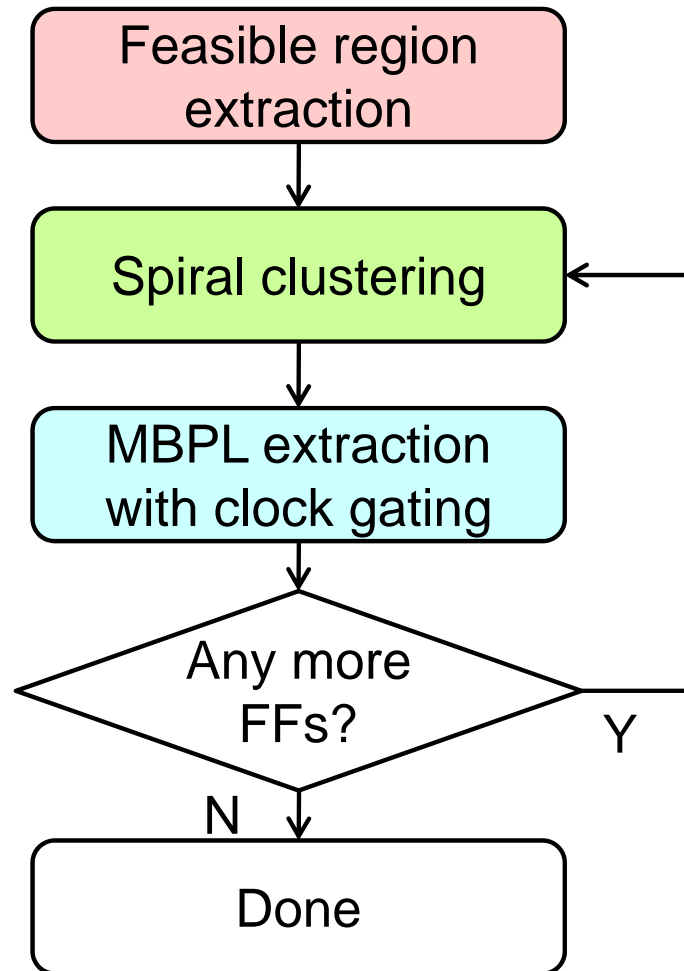 Feasible region
extraction
Spiral clustering
MBPL extraction
with clock gating
Any more
FFs?
Y
N
Done